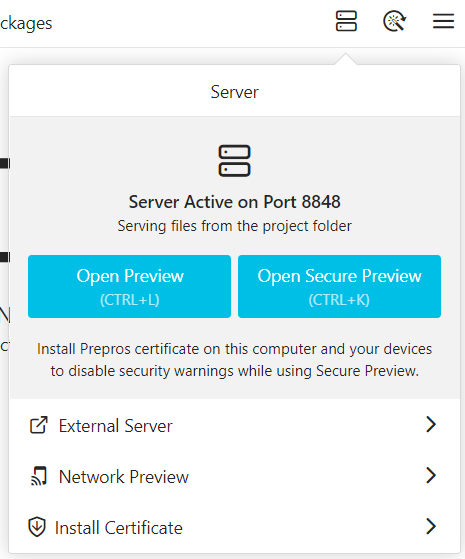 ckages
Server
Server Active on Port 8848
Serving files from the project folder
Open Preview
(CTRL+L)
Open Secure Preview
(CTRL+K)
Install Prepros certificate on this computer and your devices
to disable security warnings while using Secure Preview.
External Server
Network Preview
Install Certificate